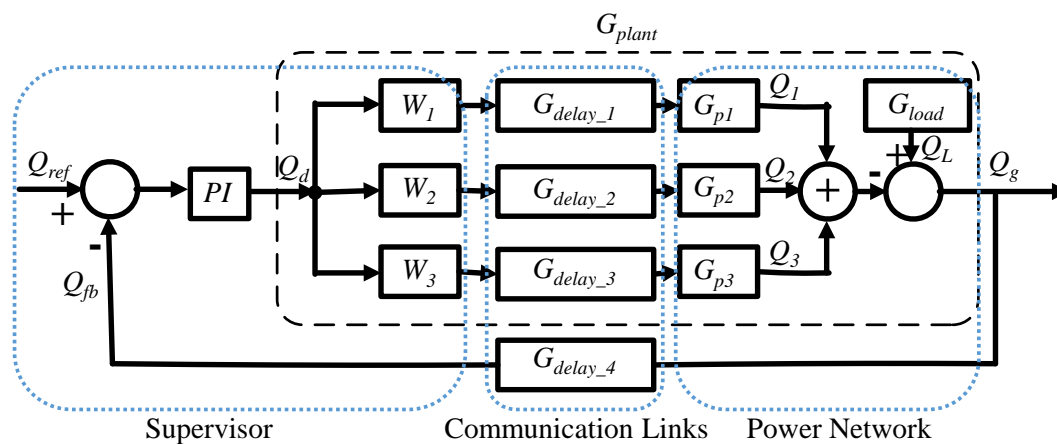 G_plant
W_1 G_delay_1 G_p1 Q_1 G_load
Q_ref + - PI Q_d W_2 G_delay_2 G_p2 Q_2 + - + Q_L Q_g
Q_fb W_3 G_delay_3 G_p3 Q_3
G_delay_4
Supervisor Communication Links Power Network